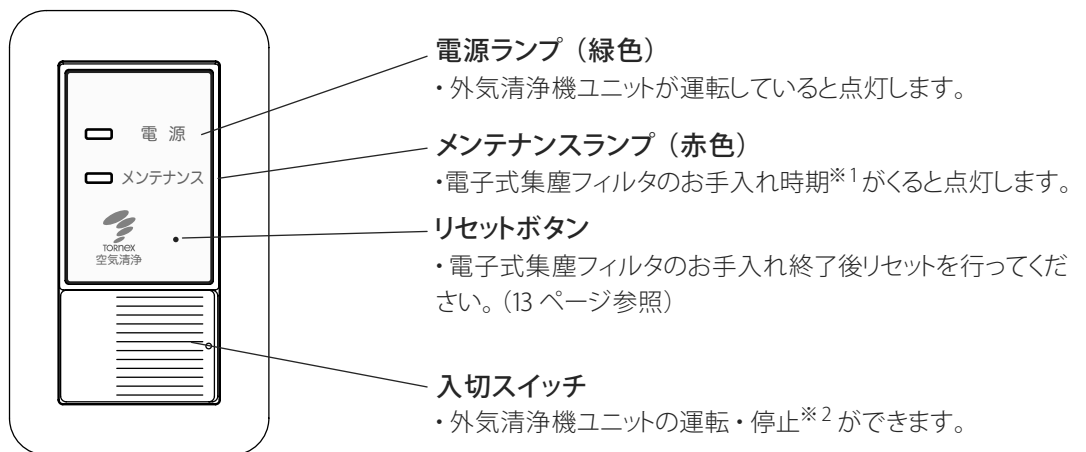 電源ランプ（緑色）
・外気清浄機ユニットが運転していると点灯します。
メンテナンスランプ（赤色）
・電子式集塵フィルタのお手入れ時期※1がくると点灯します。
リセットボタン
・電子式集塵フィルタのお手入れ終了後リセットを行ってくだ
さい。（13 ページ参照）
入切スイッチ
・外気清浄機ユニットの運転・停止※2 ができます。
電 源
メンテナンス
TORNEX
空気清浄